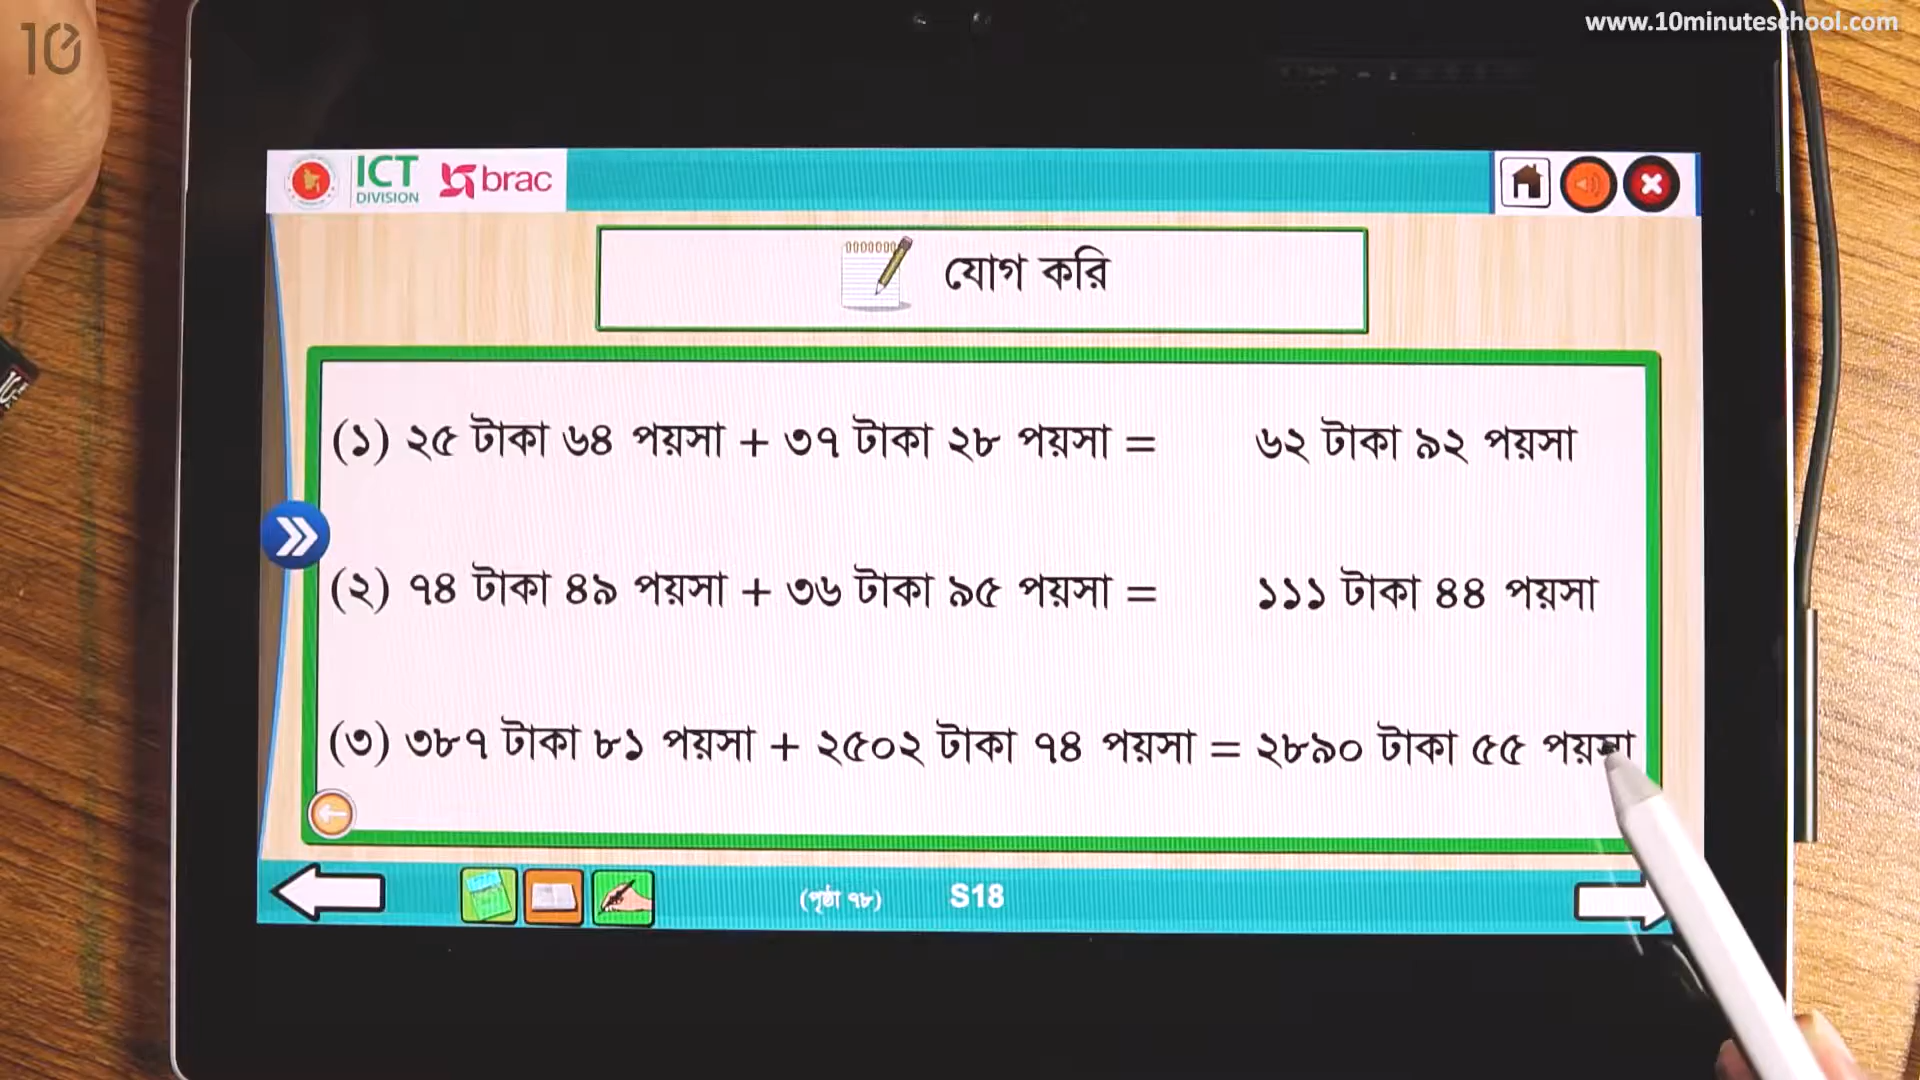 10
www.10minuteschool.com
ICT
DIVISION
brac
যোগ করি
(১) ২৫ টাকা ৬৪ পয়সা + ৩৭ টাকা ২৮ পয়সা = ৬২ টাকা ৯২ পয়সা
(২) ৭৪ টাকা ৪৯ পয়সা + ৩৬ টাকা ৯৫ পয়সা = ১১১ টাকা ৪৪ পয়সা
(৩) ৩৮৭ টাকা ৮১ পয়সা + ২৫০২ টাকা ৭৪ পয়সা = ২৮৯০ টাকা ৫৫ পয়সা
(পৃষ্ঠা ৭৮) S18